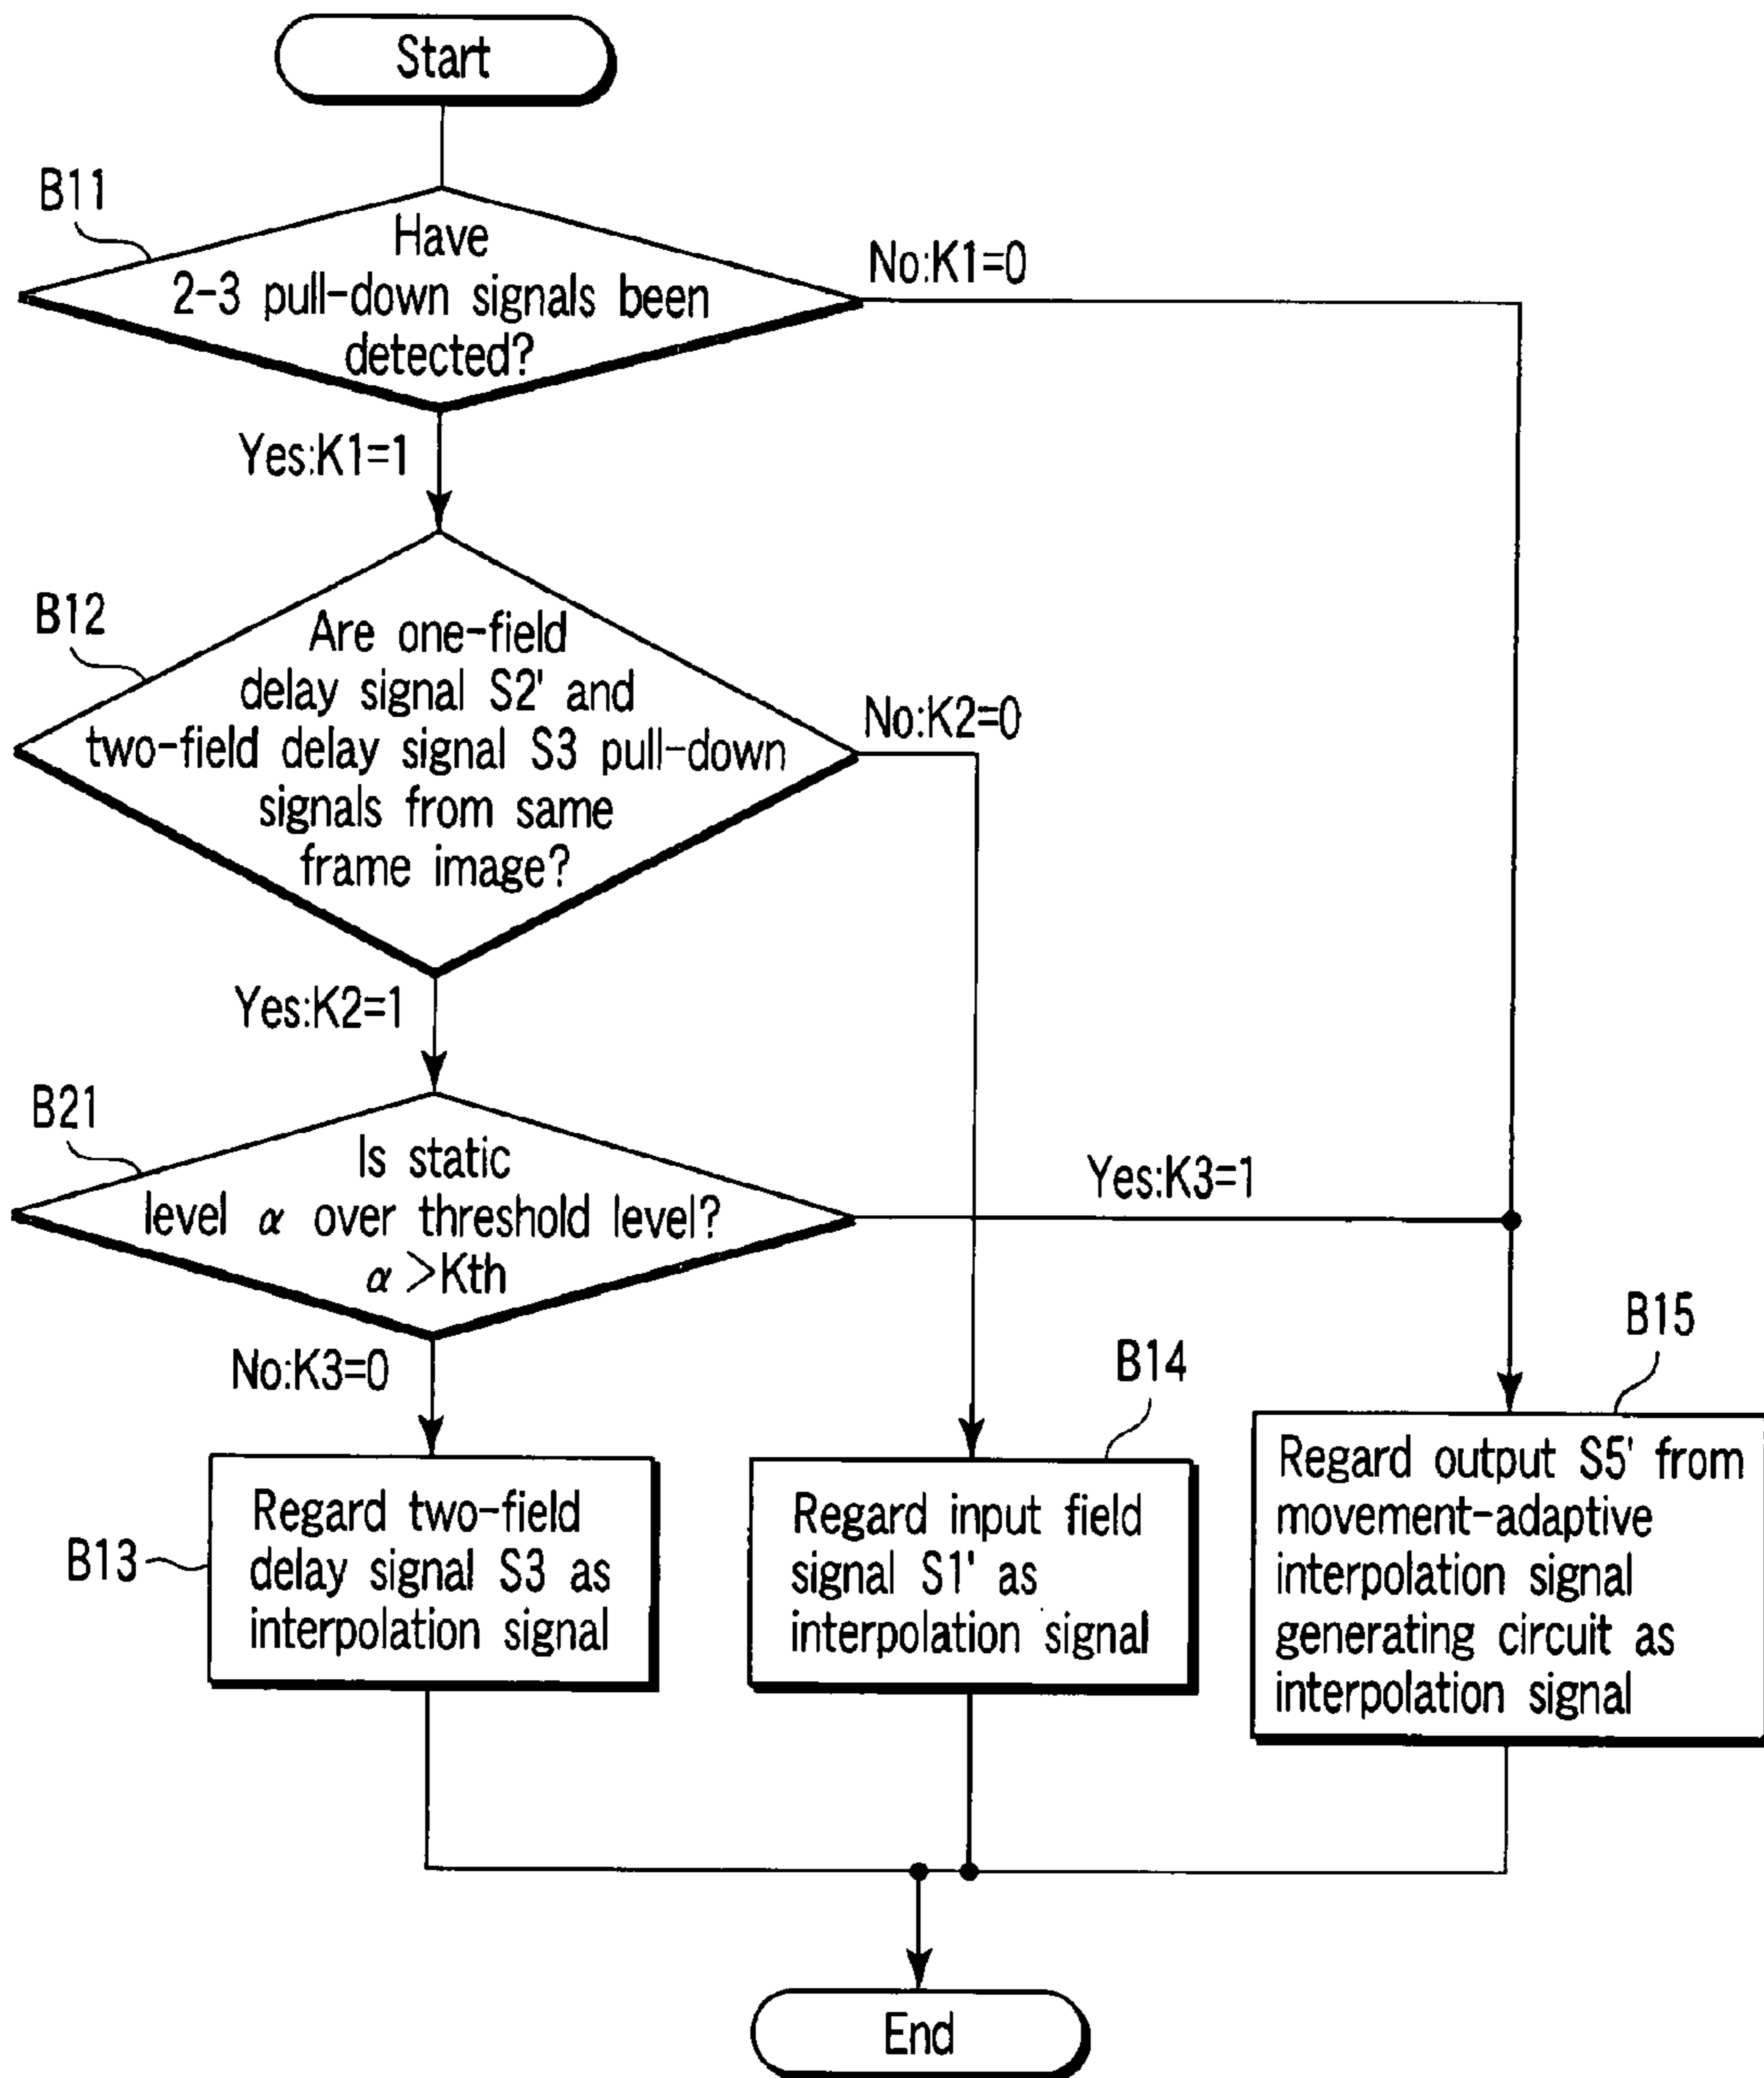 Start
B11
Have
2-3 pull-down signals been
detected?
No:K1=0
Yes:K1=1
B12
Are one-field
delay signal S2' and
two-field delay signal S3 pull-down
signals from same
frame image?
No:K2=0
Yes:K2=1
B21
Is static
level α over threshold level?
α >Kth
Yes:K3=1
No:K3=0
B13
Regard two-field
delay signal S3 as
interpolation signal
B14
Regard input field
signal S1' as
interpolation signal
B15
Regard output S5' from
movement-adaptive
interpolation signal
generating circuit as
interpolation signal
End